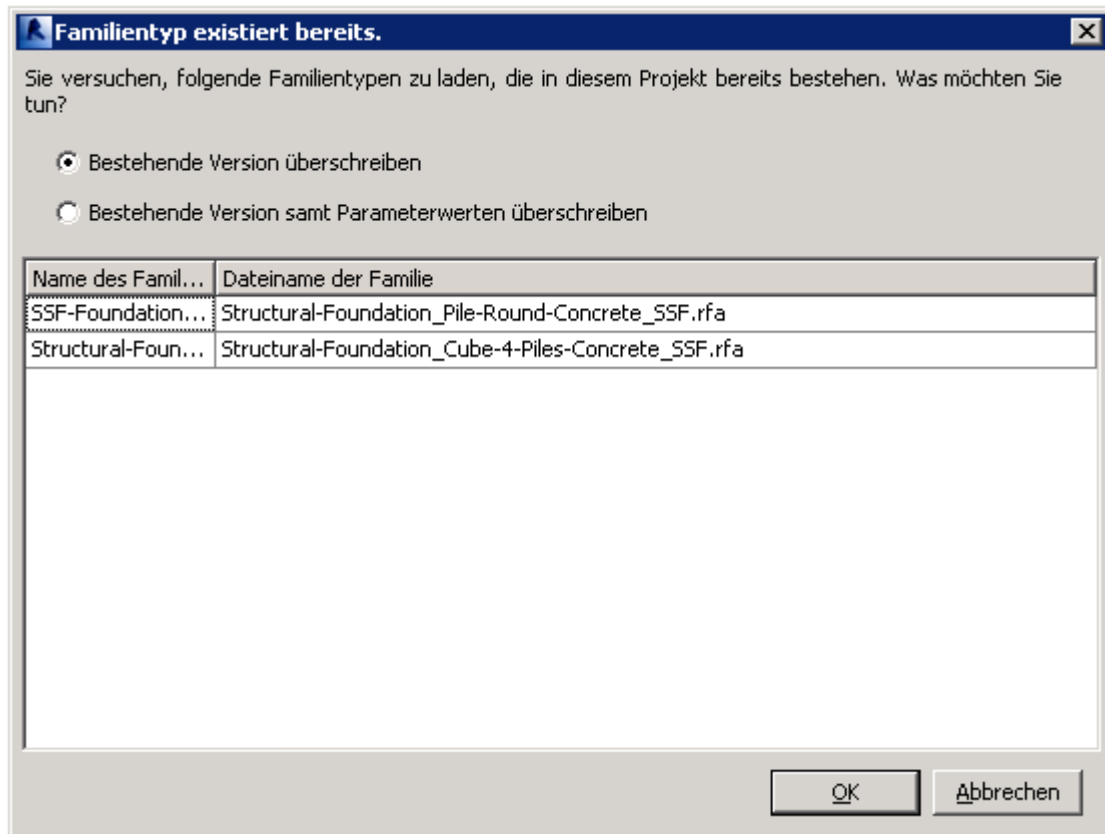 Familientyp existiert bereits.
Sie versuchen, folgende Familientypen zu laden, die in diesem Projekt bereits bestehen. Was möchten Sie
tun?
Bestehende Version überschreiben
Bestehende Version samt Parameterwerten überschreiben
Name des Famil... Dateiname der Familie
SSF-Foundation... Structural-Foundation_Pile-Round-Concrete_SSF.rfa
Structural-Foun... Structural-Foundation_Cube-4-Piles-Concrete_SSF.rfa
OK Abbrechen